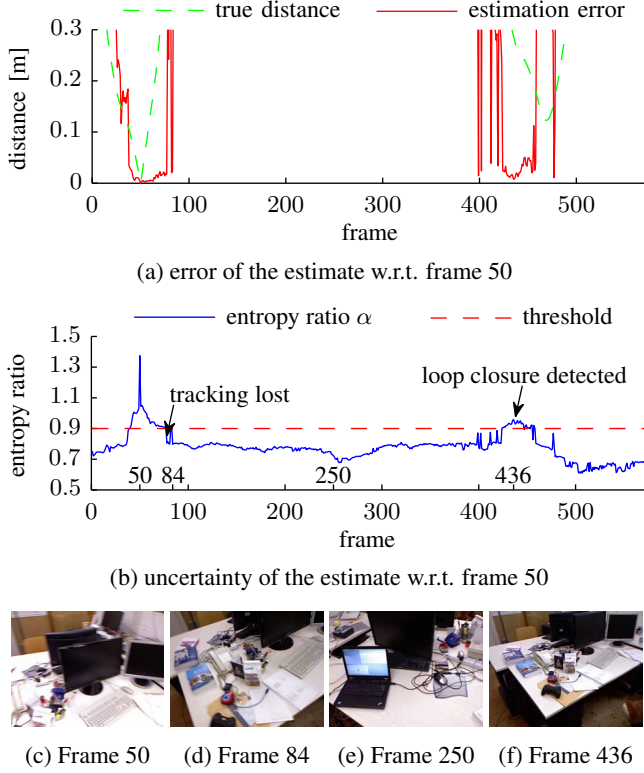 true distance estimation error
0.3
0.2
0.1
0
distance [m]
0 100 200 300 400 500
frame
(a) error of the estimate w.r.t. frame 50
entropy ratio α threshold
1.5
1.3
1.1
0.9
0.7
0.5
entropy ratio
tracking lost
loop closure detected
50 84 250 436
0 100 200 300 400 500
frame
(b) uncertainty of the estimate w.r.t. frame 50
(c) Frame 50 (d) Frame 84 (e) Frame 250 (f) Frame 436